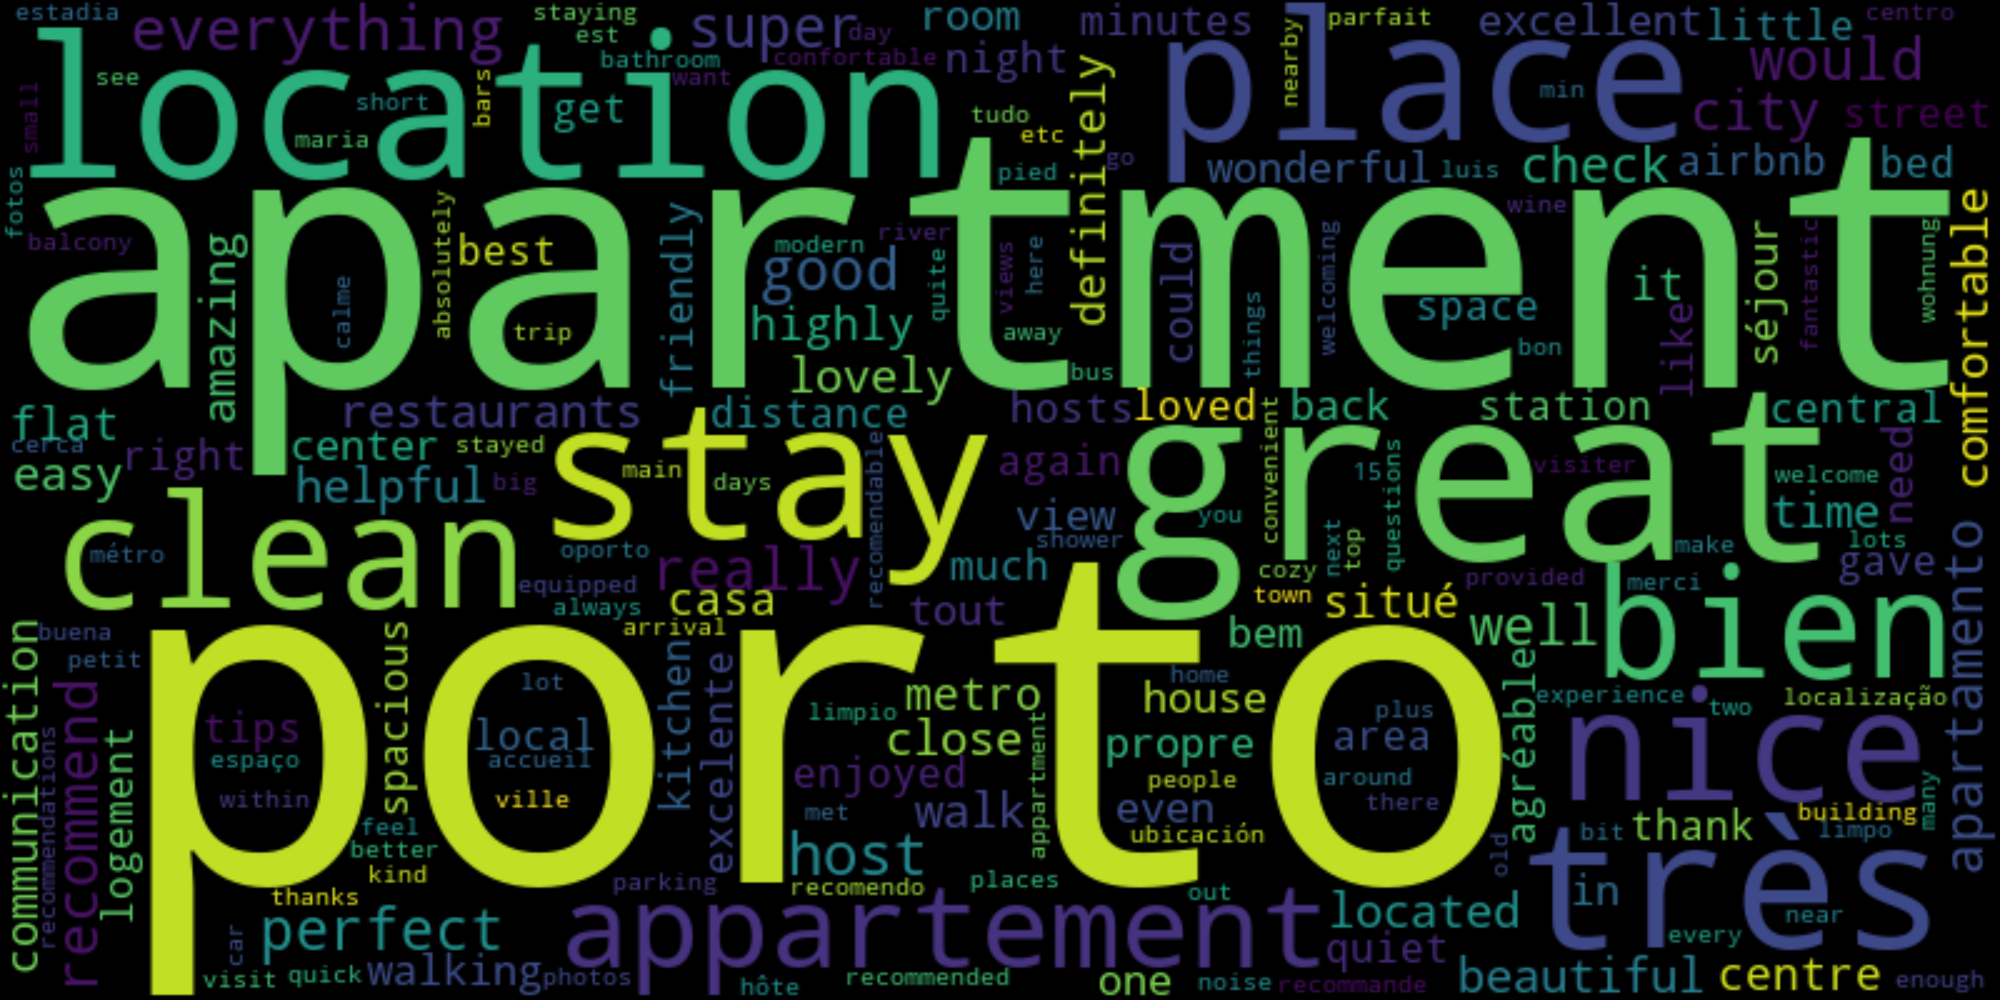 estadia
everything
staying
est
super
day
room
minutes
parfait
excellent
little
centro
location
see
short
maria
bars
bathroom
want
confortable
night
get
small
tudo
etc
definitely
place
nearby
min
would
city
street
pied
go
wonderful
luis
check
airbnb
bed
fotos
apartment
balcony
amazing
calme
absolutely
best
trip
friendly
modern
good
river
highly
quite
views
here
away
lovely
bus
could
things
welcoming
wine
space
bon
it
like
séjour
fantastic
wohnung
comfortable
flat
cerca
easy
right
restaurants
center
stayed
helpful
big
distance
stay
main
days
recomendable
hosts
loved
again
back
station
central
great
convenient
15
questions
visiter
welcome
need
time
view
shower
you
next
top
lots
make
gave
clean
métro
oporto
equipped
always
really
much
casa
tout
arrival
cozy
town
situé
provided
merci
bem
well
bien
apartamento
communication
buena
petit
recommend
recommendations
spacious
porto
tips
espaço
within
lot
local
accueil
ville
kitchen
excelente
limpio
metro
close
enjoyed
appartment
home
house
propre
people
even
ubicación
plus
area
around
there
agréable
experience
two
localização
nice
logement
feel
better
kind
thanks
met
walk
host
recomendo
places
parking
out
old
bit
thank
building
limpo
many
très
in
near
every
perfect
car
visit
quick
walking
photos
appartement
hôte
recommended
one
noise
recommande
quiet
located
beautiful
centre
enough